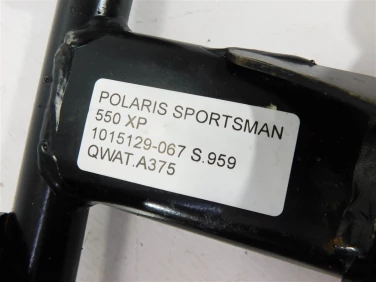 POLARIS SPORTSMAN
550 XP
1015129-067 S.959
QWAT.A375